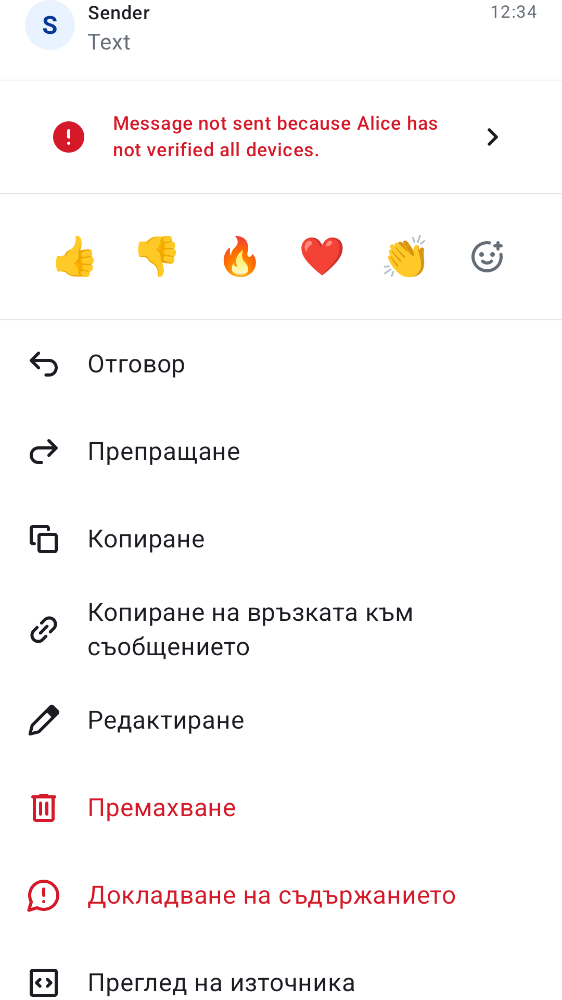 S
Sender
12:34
Text
Message not sent because Alice has
not verified all devices.
Отговор
Препращане
Копиране
Копиране на връзката към
съобщението
Редактиране
Премахване
Докладване на съдържанието
Преглед на източника